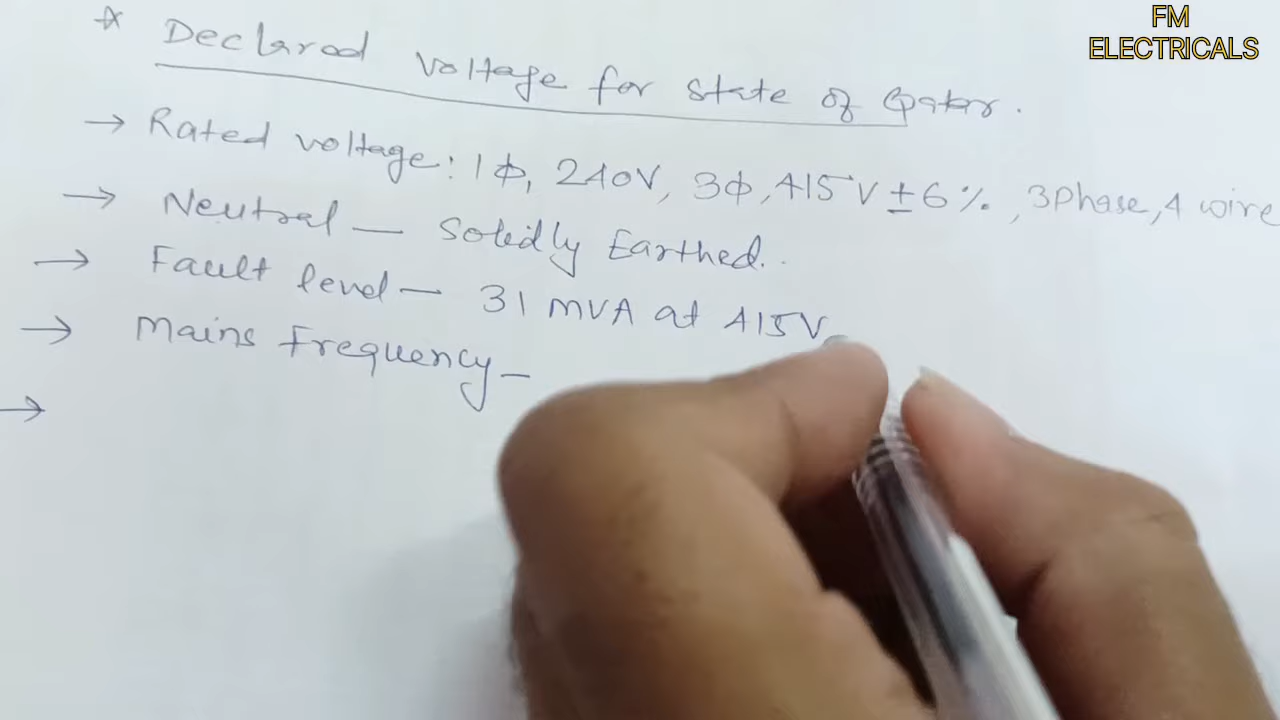 FM
ELECTRICALS
* Declared voltage for state of Qatar.
→ Rated voltage: 1ϕ, 240V, 3ϕ, 415V ± 6%, 3phase, 4 wire
→ Neutral — Solidly Earthed.
→ Fault level — 31 MVA at 415V
→ Mains Frequency —
→